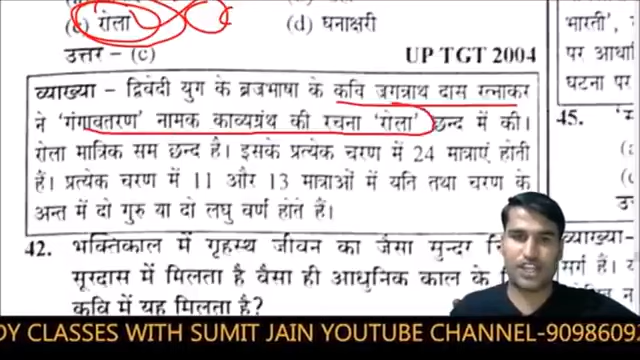 (c) रोला
(d) घनाक्षरी
उत्तर – (c)
UP TGT 2004
व्याख्या – द्विवेदी युग के ब्रजभाषा के कवि जगन्नाथ दास रत्नाकर
ने ‘गंगावतरण’ नामक काव्यग्रंथ की रचना ‘रोला’ छन्द में की।
रोला मात्रिक सम छन्द है। इसके प्रत्येक चरण में 24 मात्राएं होती
हैं। प्रत्येक चरण में 11 और 13 मात्राओं में यति तथा चरण के
अन्त में दो गुरु या दो लघु वर्ण होते हैं।
42. भक्तिकाल में गृहस्थ जीवन का जैसा सुन्दर
सूरदास में मिलता है वैसा ही आधुनिक काल के
कवि में यह मिलता है?
भारती’,
पर आधा
घटना पर
45.
व्याख्या–
सर्ग हैं।
DY CLASSES WITH SUMIT JAIN YOUTUBE CHANNEL-9098609